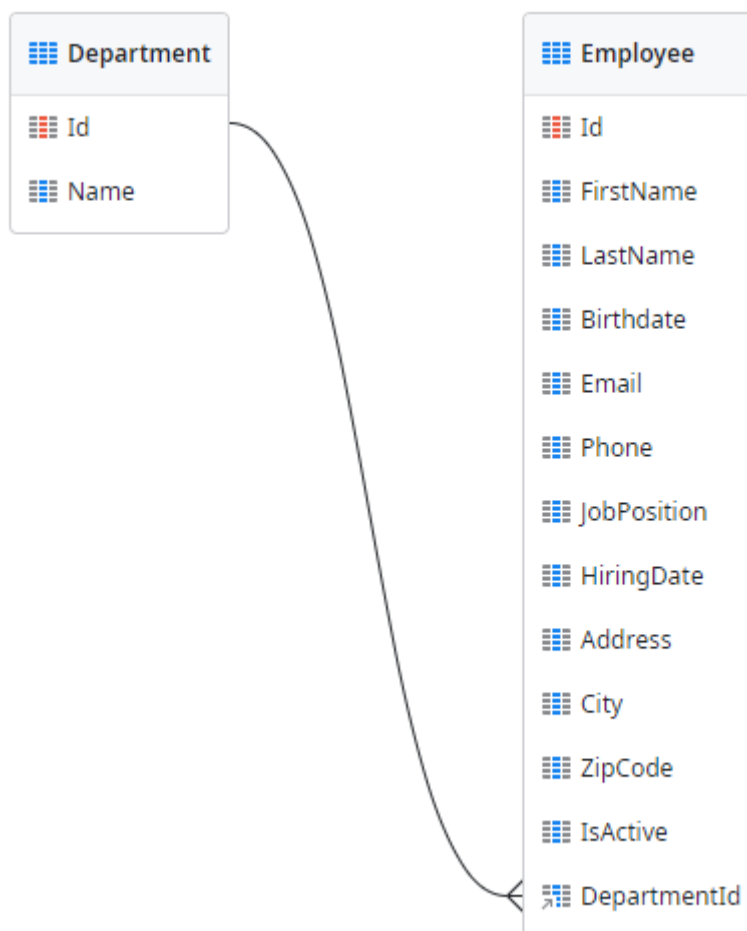 Department
Id
Name
Employee
Id
FirstName
LastName
Birthdate
Email
Phone
JobPosition
HiringDate
Address
City
ZipCode
IsActive
DepartmentId